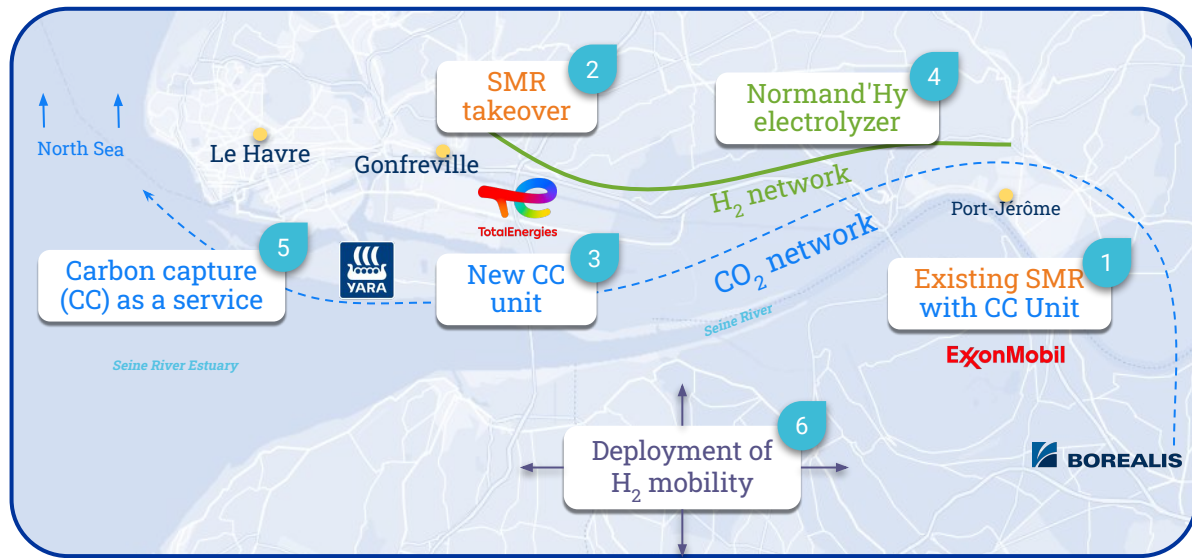 2
SMR
takeover
4
Normand'Hy
electrolyzer
North Sea
Le Havre
Gonfreville
H₂ network
Port-Jérôme
TotalEnergies
5
Carbon capture
(CC) as a service
YARA
3
New CC
unit
CO₂ network
1
Existing SMR
with CC Unit
Seine River
ExxonMobil
Seine River Estuary
6
Deployment of
H₂ mobility
BOREALIS